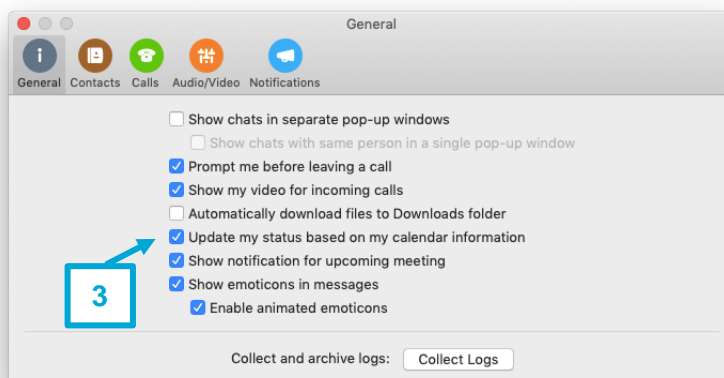 General
General Contacts Calls Audio/Video Notifications
Show chats in separate pop-up windows
Show chats with same person in a single pop-up window
Prompt me before leaving a call
Show my video for incoming calls
Automatically download files to Downloads folder
Update my status based on my calendar information
Show notification for upcoming meeting
3
Show emoticons in messages
Enable animated emoticons
Collect and archive logs: Collect Logs